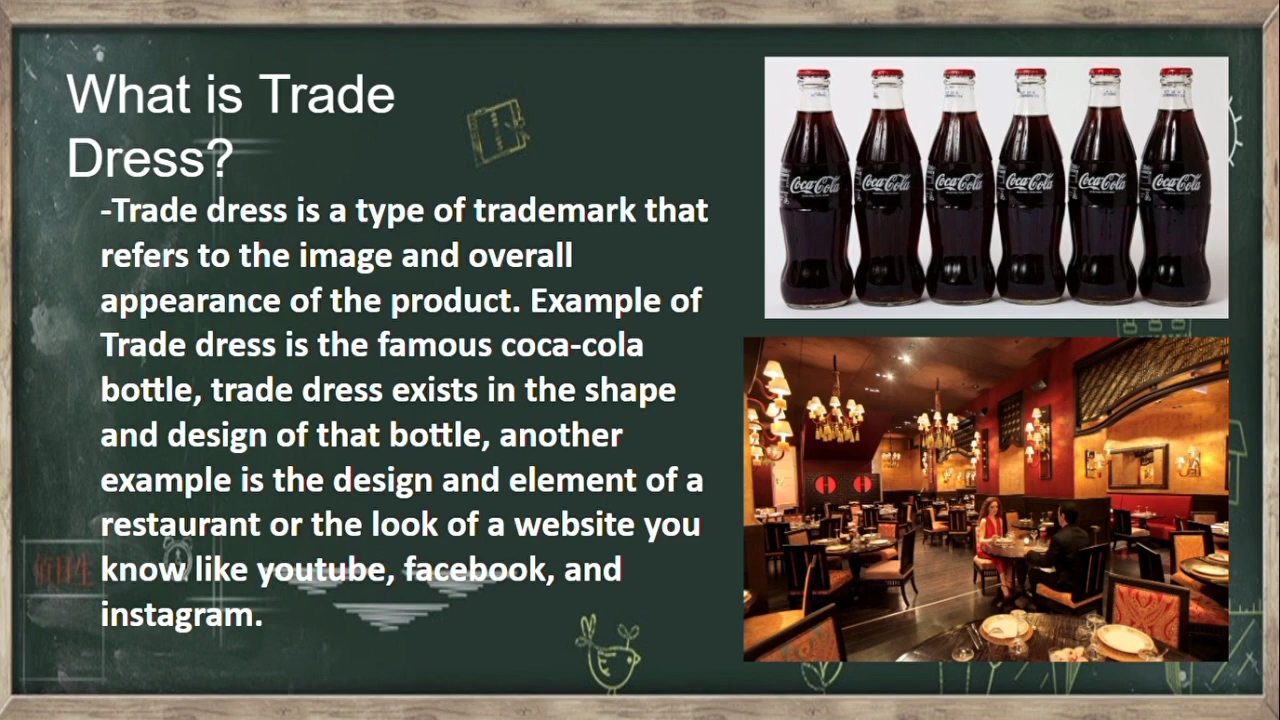 What is Trade
Dress?
-Trade dress is a type of trademark that
refers to the image and overall
appearance of the product. Example of
Trade dress is the famous coca-cola
bottle, trade dress exists in the shape
and design of that bottle, another
example is the design and element of a
restaurant or the look of a website you
know like youtube, facebook, and
instagram.
Coca-Cola Coca-Cola Coca-Cola Coca-Cola Coca-Cola Coca-Cola
值日生